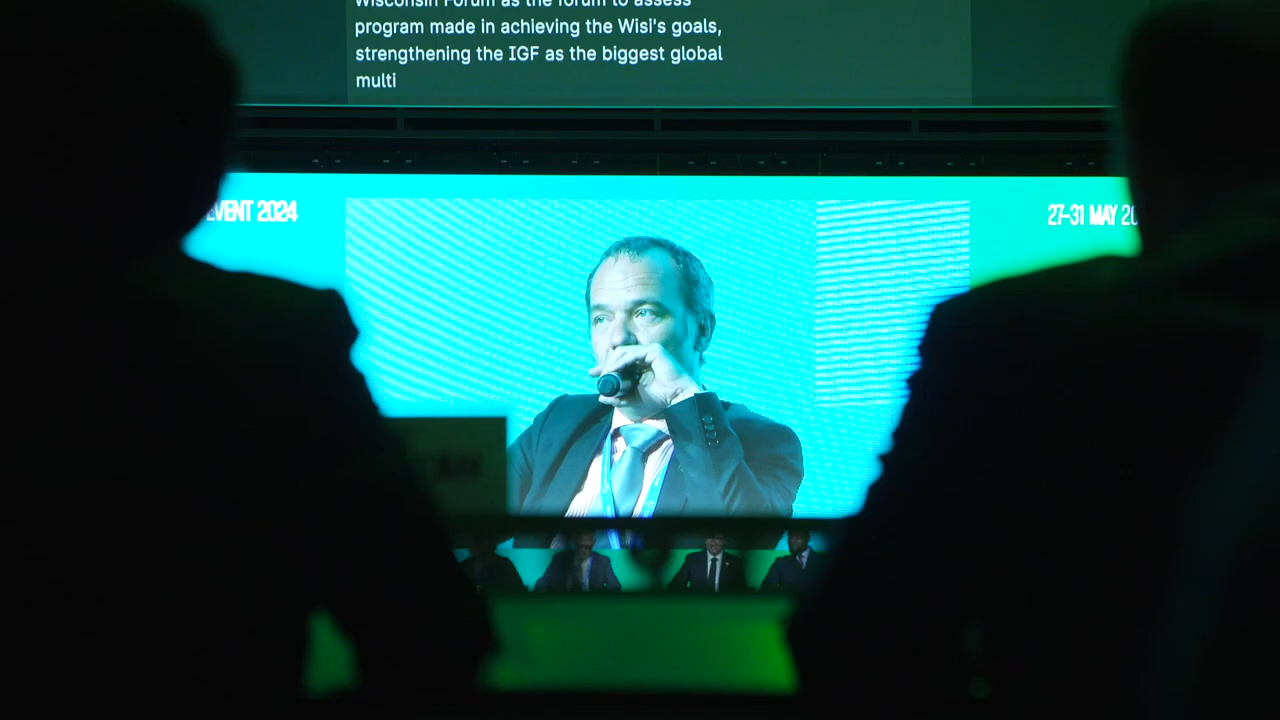 Wisconsin Forum as the forum to assess
program made in achieving the Wisi's goals,
strengthening the IGF as the biggest global
multi
EVENT 2024
27-31 MAY 20